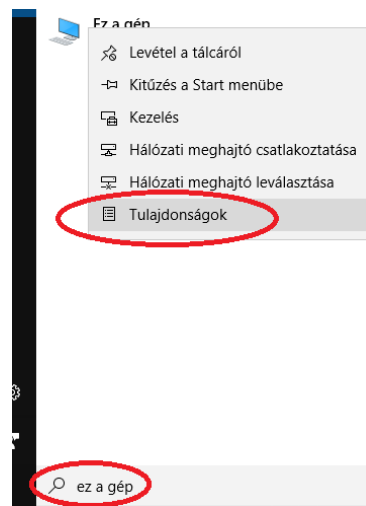 Ez a gép
Levétel a tálcáról
Kitűzés a Start menübe
Kezelés
Hálózati meghajtó csatlakoztatása
Hálózati meghajtó leválasztása
Tulajdonságok
ez a gép